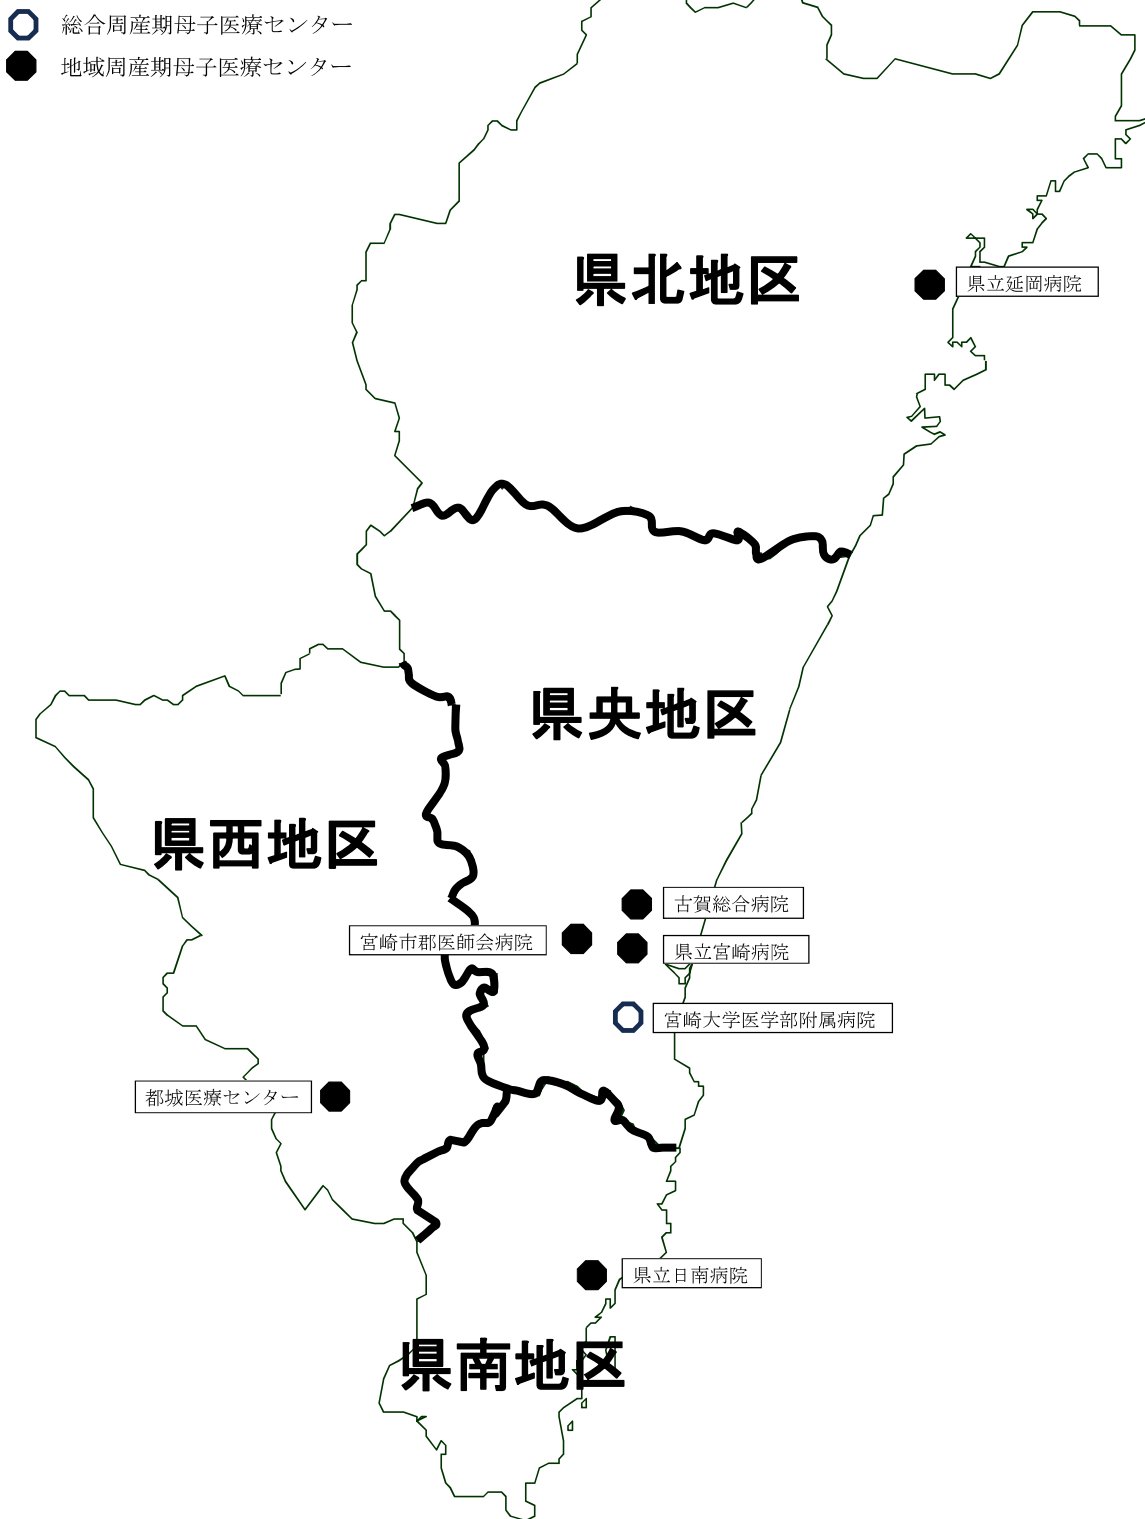 総合周産期母子医療センター
地域周産期母子医療センター
県北地区
県立延岡病院
県央地区
県西地区
古賀総合病院
宮崎市郡医師会病院
県立宮崎病院
宮崎大学医学部附属病院
都城医療センター
県立日南病院
県南地区